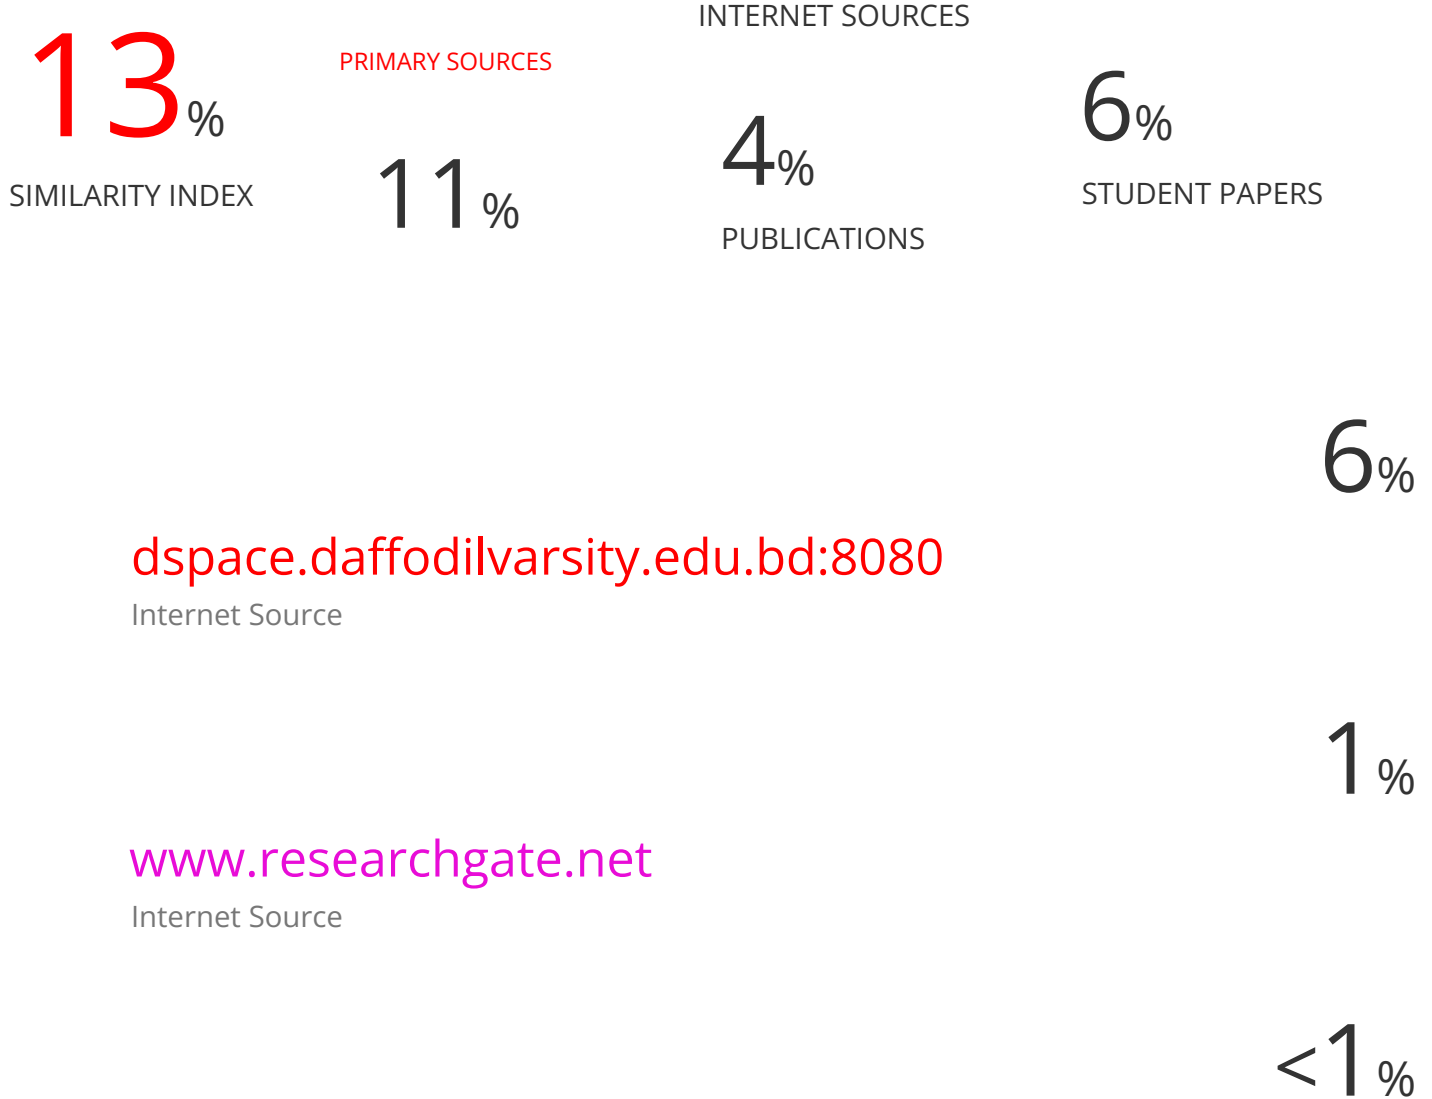 INTERNET SOURCES
13%
PRIMARY SOURCES
6%
4%
11%
SIMILARITY INDEX
STUDENT PAPERS
PUBLICATIONS
6%
dspace.daffodilvarsity.edu.bd:8080
Internet Source
1%
www.researchgate.net
Internet Source
<1%